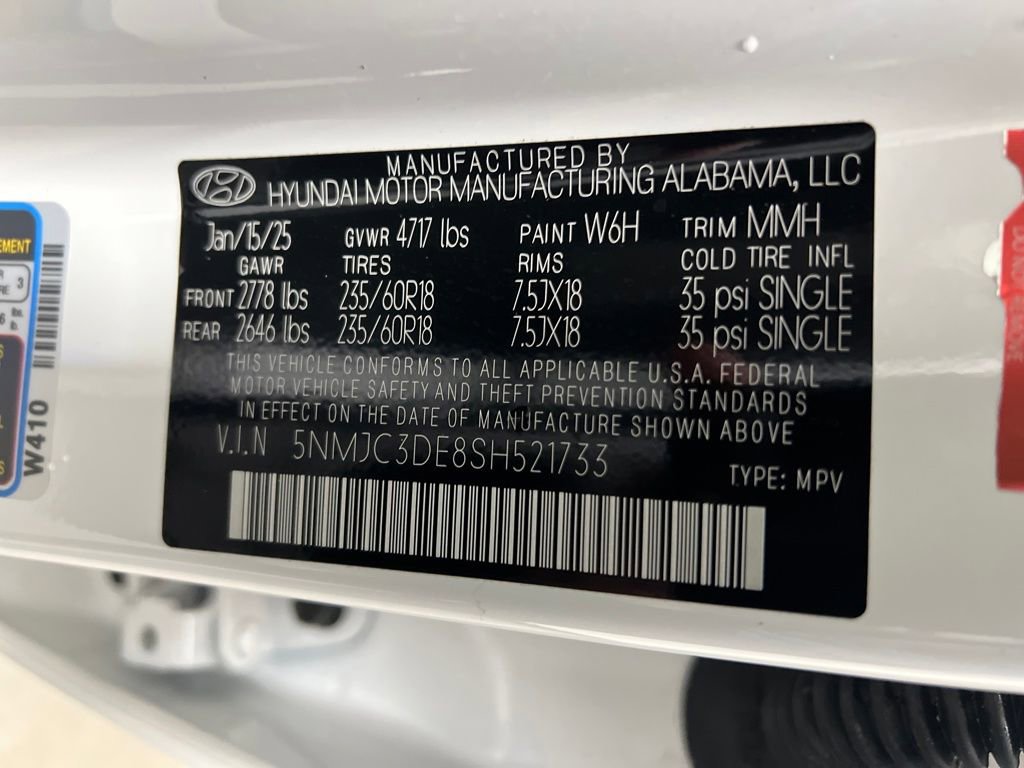 MANUFACTURED BY
HYUNDAI MOTOR MANUFACTURING ALABAMA, LLC
Jan/15/25 GVWR 4717 lbs PAINT W6H TRIM MMH
GAWR TIRES RIMS COLD TIRE INFL
FRONT 2778 lbs 235/60R18 7.5JX18 35 psi SINGLE
REAR 2646 lbs 235/60R18 7.5JX18 35 psi SINGLE
THIS VEHICLE CONFORMS TO ALL APPLICABLE U.S.A. FEDERAL
MOTOR VEHICLE SAFETY AND THEFT PREVENTION STANDARDS
IN EFFECT ON THE DATE OF MANUFACTURE SHOWN ABOVE
V.I.N 5NMJC3DE8SH521733
TYPE: MPV
W410
3